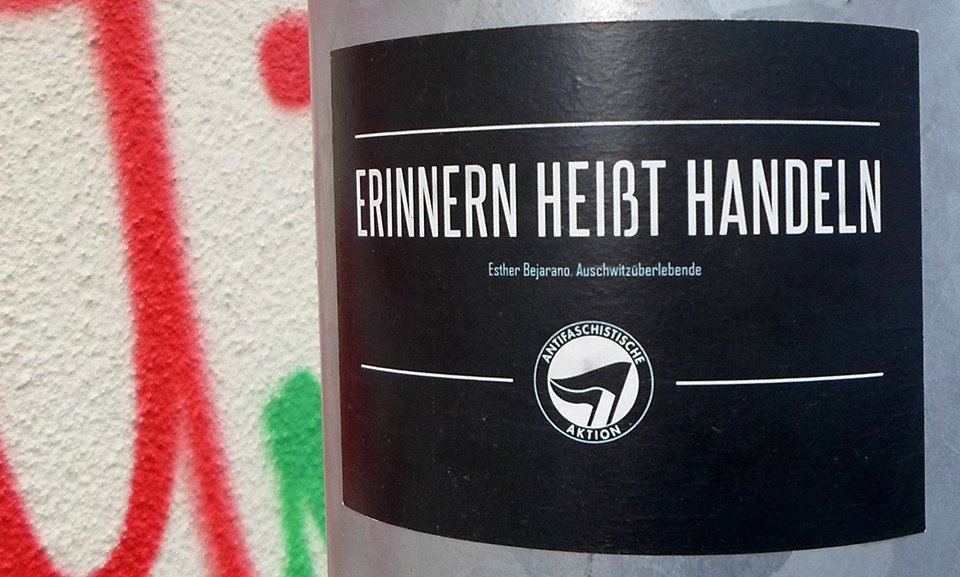 ERINNERN HEIßT HANDELN
Esther Bejarano, Auschwitzüberlebende
ANTIFASCHISTISCHE
AKTION